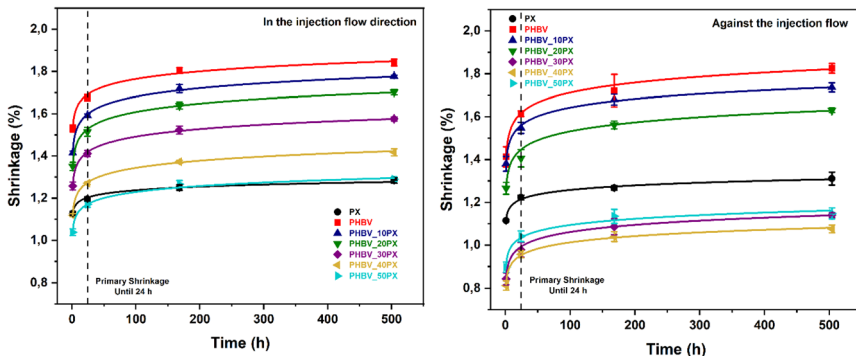 In the injection flow direction
Shrinkage (%)
2,0
1,8
1,6
1,4
1,2
1,0
0,8
PX
PHBV
PHBV_10PX
PHBV_20PX
PHBV_30PX
PHBV_40PX
PHBV_50PX
Primary Shrinkage
Until 24 h
0
100
200
300
400
500
600
Time (h)
Against the injection flow
PX
PHBV
PHBV_10PX
PHBV_20PX
PHBV_30PX
PHBV_40PX
PHBV_50PX
Shrinkage (%)
2,0
1,8
1,6
1,4
1,2
1,0
0,8
Primary Shrinkage
Until 24 h
0
100
200
300
400
500
600
Time (h)